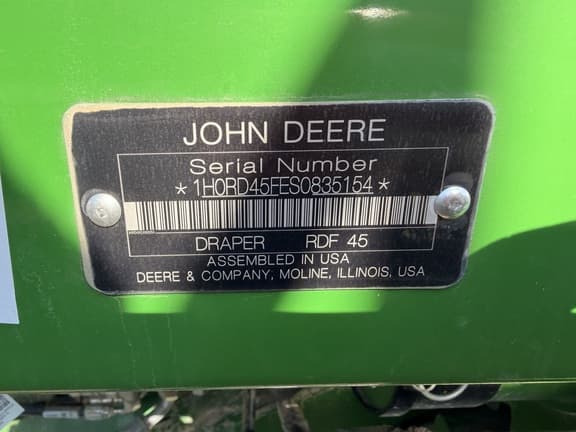 JOHN DEERE
Serial Number
*1H0RD45FES0835154*
DRAPER RDF 45
ASSEMBLED IN USA
DEERE & COMPANY, MOLINE, ILLINOIS, USA